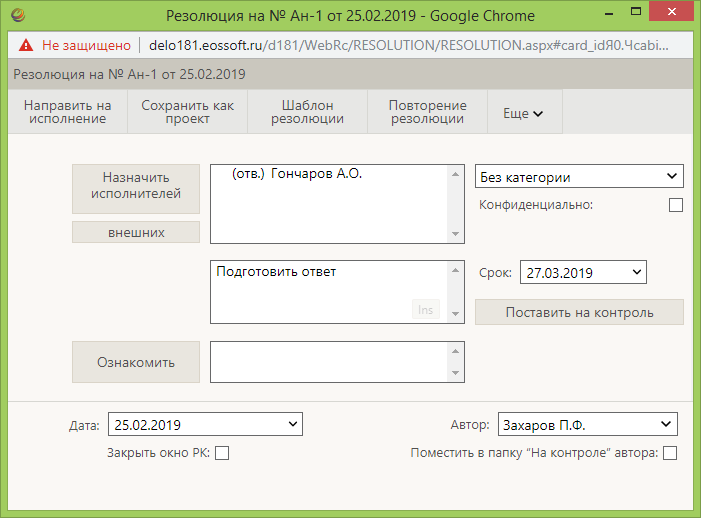 Резолюция на № Ан-1 от 25.02.2019 - Google Chrome
Не защищено | delo181.eossoft.ru/d181/WebRc/RESOLUTION/RESOLUTION.aspx#card_idЯ0.Чcabi...
Резолюция на № Ан-1 от 25.02.2019
Направить на исполнение
Сохранить как проект
Шаблон резолюции
Повторение резолюции
Еще
Назначить исполнителей
внешних
(отв.) Гончаров А.О.
Без категории
Конфиденциально:
Подготовить ответ
Ins
Срок: 27.03.2019
Поставить на контроль
Ознакомить
Дата: 25.02.2019
Автор: Захаров П.Ф.
Закрыть окно РК:
Поместить в папку “На контроле” автора: